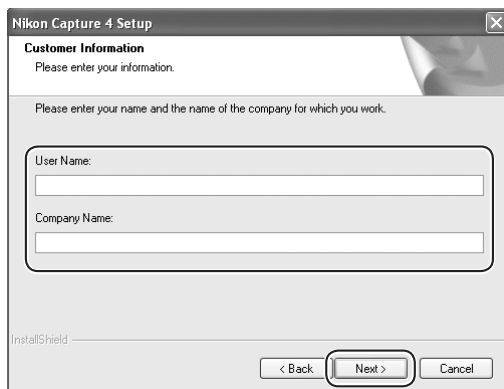 Nikon Capture 4 Setup
Customer Information
Please enter your information.
Please enter your name and the name of the company for which you work.
User Name:
Company Name:
InstallShield
< Back
Next >
Cancel